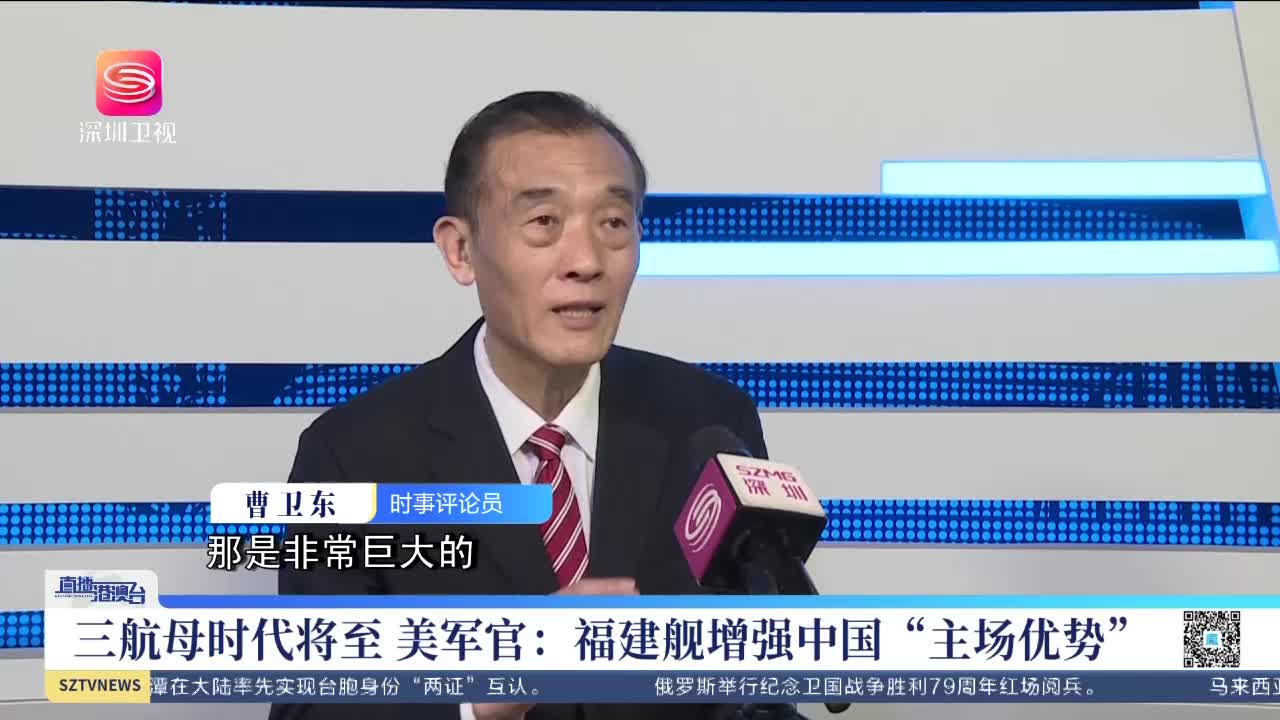 深圳卫视
SZMG
深圳
曹卫东
时事评论员
那是非常巨大的
直播港澳台
三航母时代将至 美军官：福建舰增强中国“主场优势”
SZTVNEWS
潭在大陆率先实现台胞身份“两证”互认。 俄罗斯举行纪念卫国战争胜利79周年红场阅兵。 马来西亚